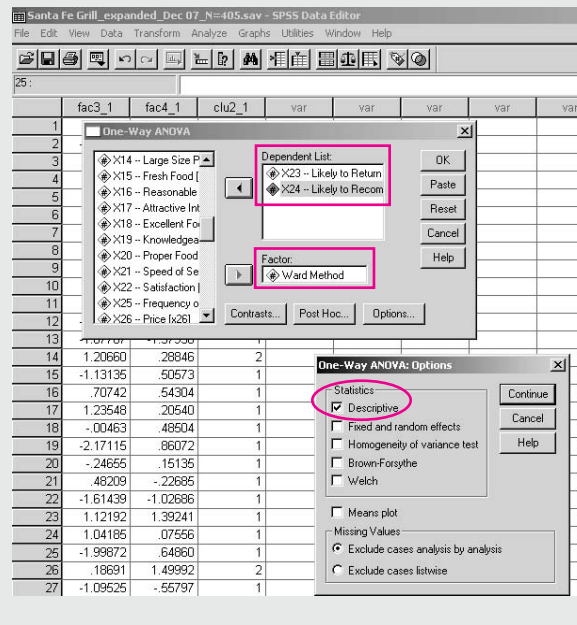 Santa Fe Grill_expanded_Dec 07_N=405.sav - SPSS Data Editor
File Edit View Data Transform Analyze Graphs Utilities Window Help
25 :
fac3_1 fac4_1 clu2_1 var var var var var
1
2
3
4
5
6
7
8
9
10
11
12
13
One-Way ANOVA
X14 -- Large Size P
X15 -- Fresh Food [
X16 -- Reasonable
X17 -- Attractive Int
X18 -- Excellent Fo
X19 -- Knowledgea
X20 -- Proper Food
X21 -- Speed of Se
X22 -- Satisfaction [
X25 -- Frequency o
X26 -- Price [x26]
Dependent List:
X23 -- Likely to Return
X24 -- Likely to Recom
Factor:
Ward Method
OK
Paste
Reset
Cancel
Help
Contrasts... Post Hoc... Options...
14 1.20660 .28846 2
15 -1.13135 .50573 1
16 .70742 .54304 1
17 1.23548 .20540 1
18 -.00463 .48504 1
19 -2.17115 .86072 1
20 -.24655 .15135 1
21 .48209 -.22685 1
22 -1.61439 -1.02686 1
23 1.12192 1.39241 1
24 1.04185 .07556 1
25 -1.99872 .64860 1
26 .18691 1.49992 2
27 -1.09525 -.55797 1
One-Way ANOVA: Options
Statistics
Descriptive
Fixed and random effects
Homogeneity of variance test
Brown-Forsythe
Welch
Means plot
Missing Values
Exclude cases analysis by analysis
Exclude cases listwise
Continue
Cancel
Help